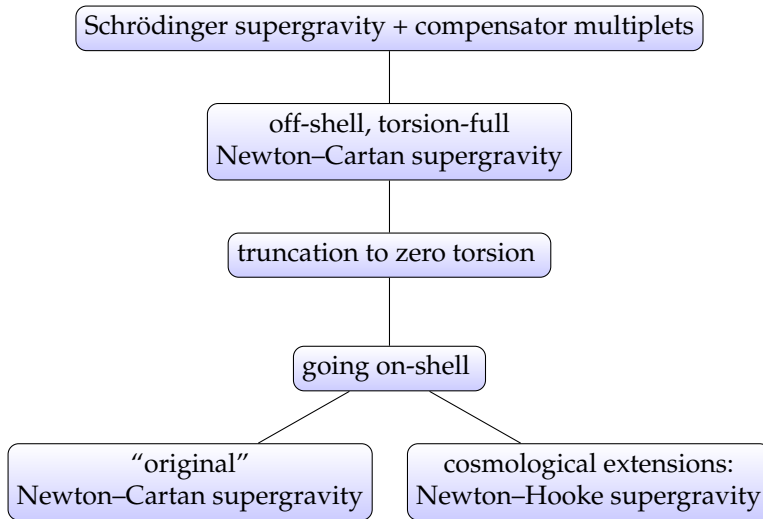 Schrödinger supergravity + compensator multiplets
off-shell, torsion-full
Newton–Cartan supergravity
truncation to zero torsion
going on-shell
“original”
Newton–Cartan supergravity
cosmological extensions:
Newton–Hooke supergravity